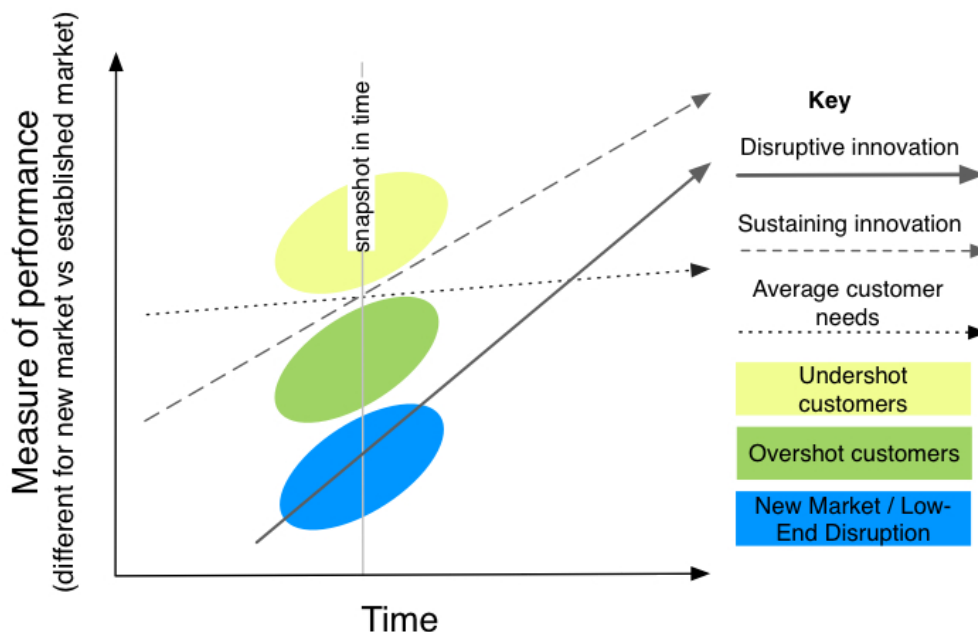 Measure of performance
(different for new market vs established market)
snapshot in time
Time
Key
Disruptive innovation
Sustaining innovation
Average customer
needs
Undershot
customers
Overshot customers
New Market / Low-
End Disruption